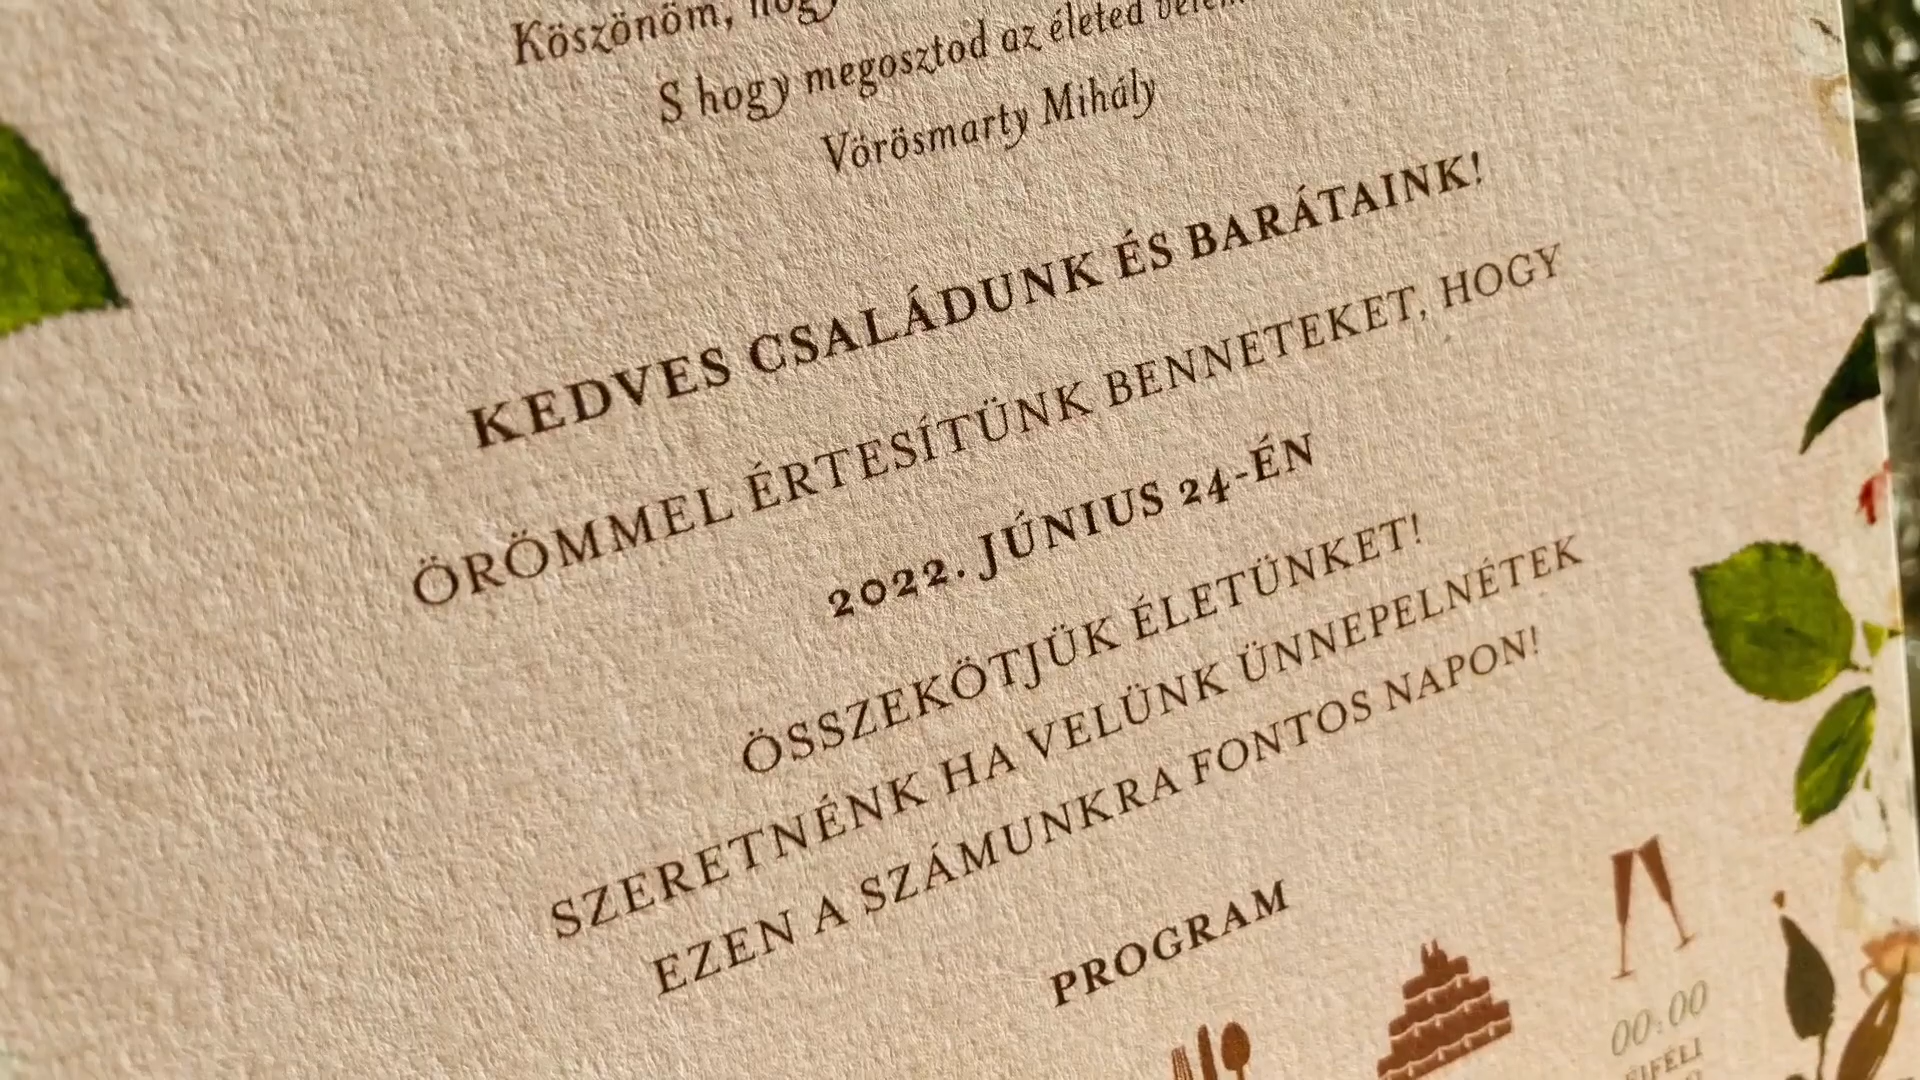 Köszönöm, hogy
S hogy megosztod az életed
Vörösmarty Mihály
KEDVES CSALÁDUNK ÉS BARÁTAINK!
ÖRÖMMEL ÉRTESÍTÜNK BENNETEKET, HOGY
2022. JÚNIUS 24-ÉN
ÖSSZEKÖTJÜK ÉLETÜNKET!
SZERETNÉNK HA VELÜNK ÜNNEPELNÉTEK
EZEN A SZÁMUNKRA FONTOS NAPON!
PROGRAM
00:00